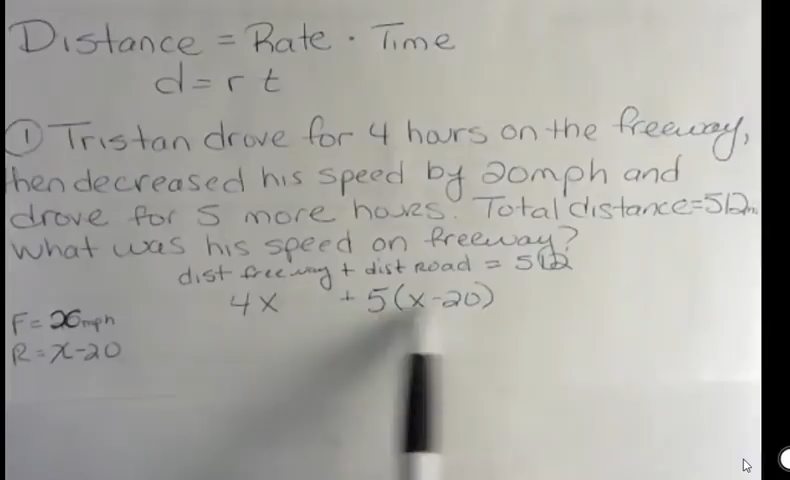 Distance = Rate · Time
d = r t
① Tristan drove for 4 hours on the freeway,
then decreased his speed by 20mph and
drove for 5 more hours. Total distance = 512m.
What was his speed on freeway?
dist freeway + dist road = 512
4x + 5(x-20)
F = mph
R = x-20